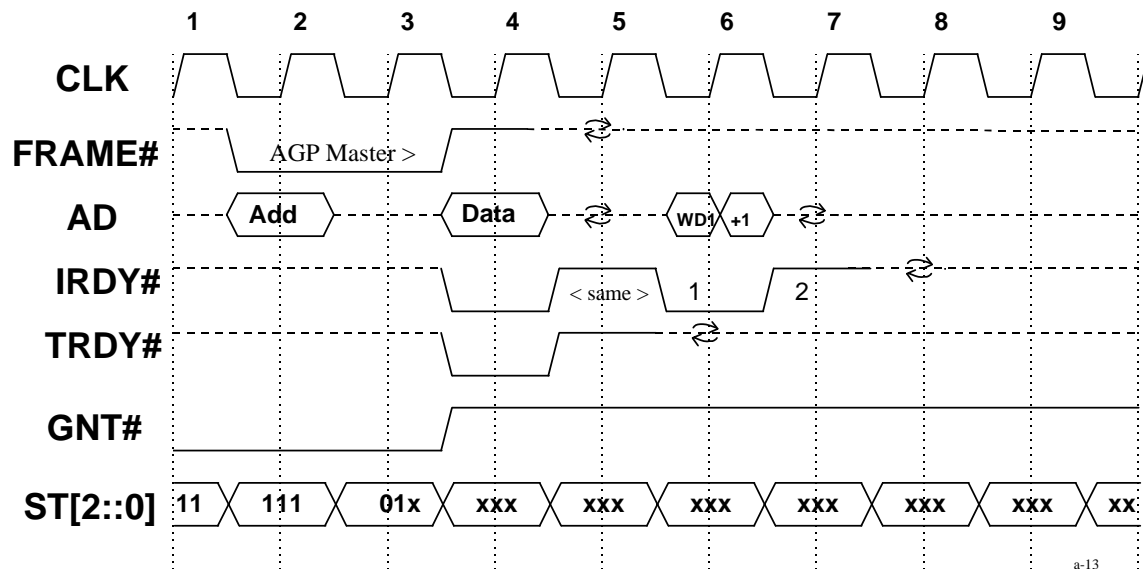 1 2 3 4 5 6 7 8 9
CLK
FRAME# AGP Master >
AD Add Data WD1 +1
IRDY# < same > 1 2
TRDY#
GNT#
ST[2::0] 11 111 01x xxx xxx xxx xxx xxx xxx xx
a-13